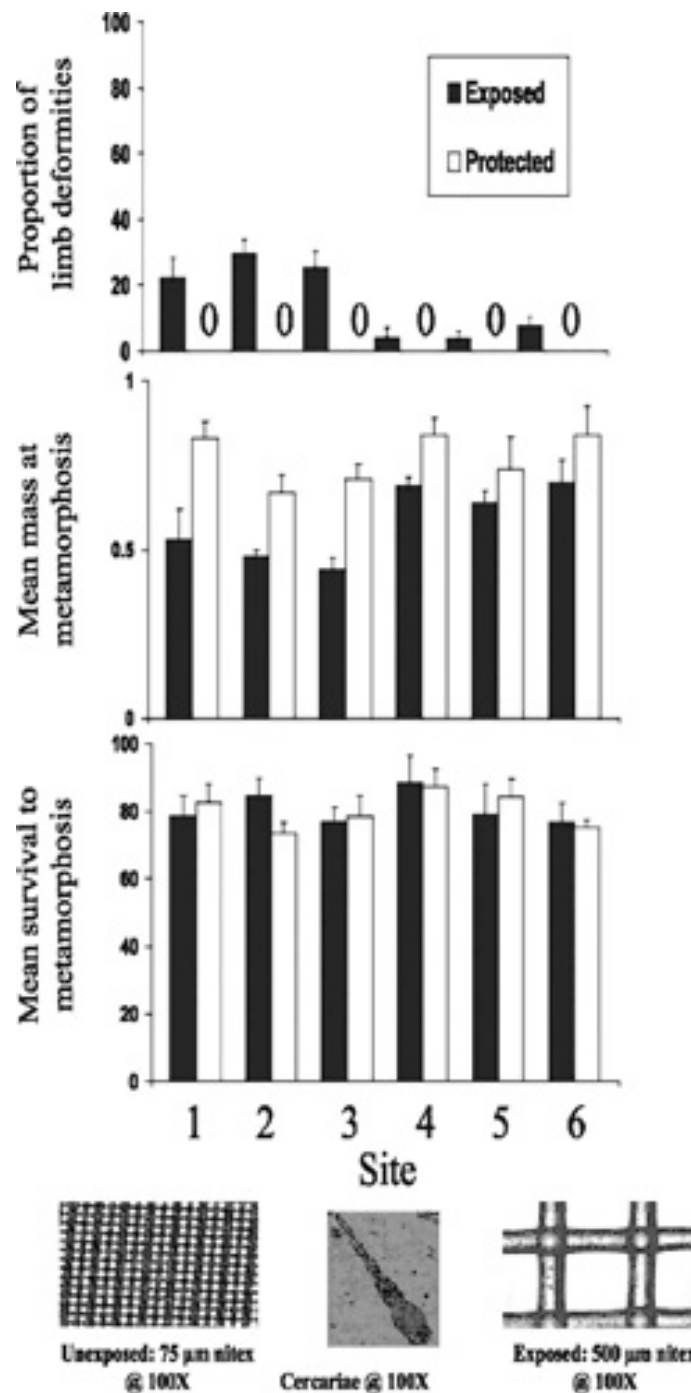 100
80
60
40
20
0
Proportion of
limb deformities
Exposed
Protected
0 0 0 0 0 0
1
0.5
0
Mean mass at
metamorphosis
100
80
60
40
20
0
Mean survival to
metamorphosis
1 2 3 4 5 6
Site
Unexposed: 75 µm nitex
@ 100X
Cercariae @ 100X
Exposed: 500 µm nitex
@ 100X